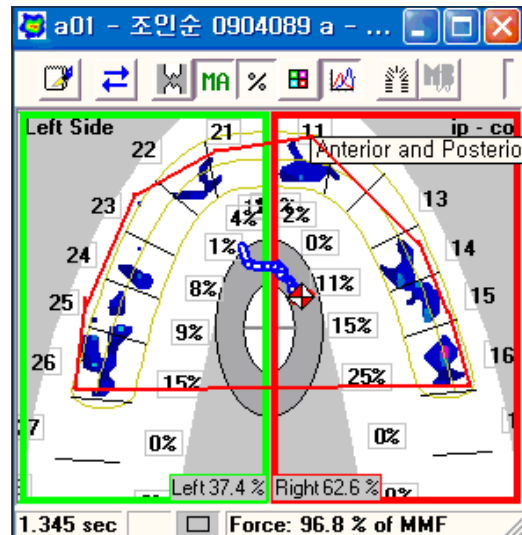 a01 - 조인순 0904089 a - ...
MA %
Left Side
ip - co
21 11
22
Anterior and Posterio
23 13
4% 2%
24 14
1% 0%
8% 11%
25 15
9% 15%
26 16
15% 25%
0% 0%
Left 37.4 % Right 62.6 %
0%
1.345 sec Force: 96.8 % of MMF